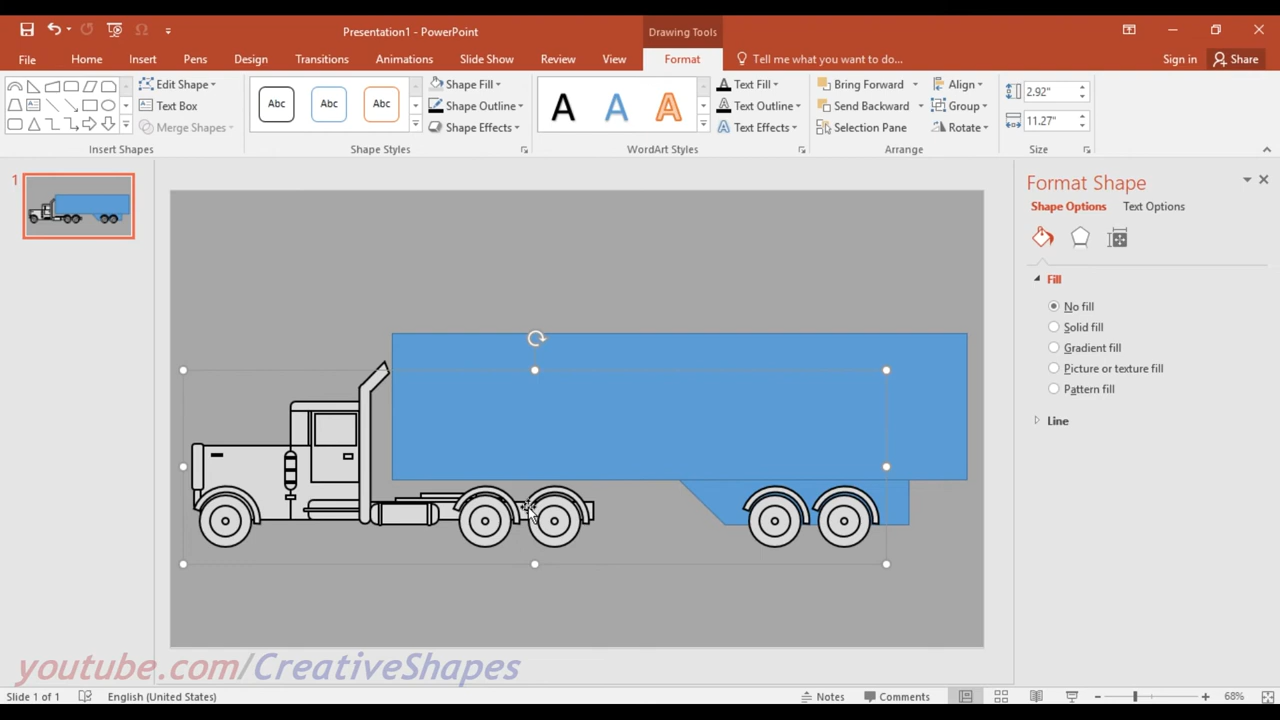 Presentation1 - PowerPoint
Drawing Tools
File Home Insert Pens Design Transitions Animations Slide Show Review View Format Tell me what you want to do... Sign in Share
Edit Shape
Text Box
Merge Shapes
Insert Shapes
Abc Abc Abc
Shape Fill
Shape Outline
Shape Effects
Shape Styles
A A A
Text Fill
Text Outline
Text Effects
WordArt Styles
Bring Forward
Send Backward
Selection Pane
Align
Group
Rotate
Arrange
2.92"
11.27"
Size
1
Format Shape
Shape Options Text Options
Fill
No fill
Solid fill
Gradient fill
Picture or texture fill
Pattern fill
Line
youtube.com/CreativeShapes
Slide 1 of 1 English (United States) Notes Comments 68%